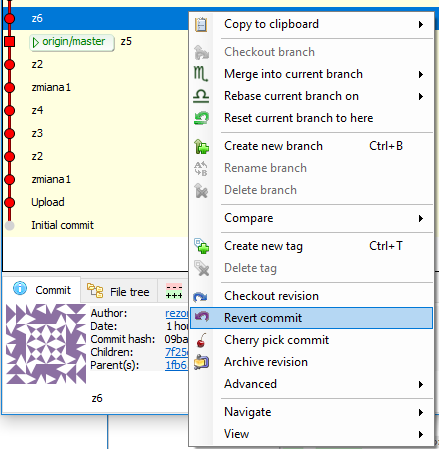 z6
origin/master z5
z2
zmiana1
z4
z3
z2
zmiana1
Upload
Initial commit
Copy to clipboard
Checkout branch
Merge into current branch
Rebase current branch on
Reset current branch to here
Create new branch Ctrl+B
Rename branch
Delete branch
Compare
Create new tag Ctrl+T
Delete tag
Checkout revision
Revert commit
Cherry pick commit
Archive revision
Advanced
Navigate
View
Commit File tree
Author: rezor
Date: 1 ho
Commit hash: 09ba
Children: 7f25
Parent(s): 1fb6
z6